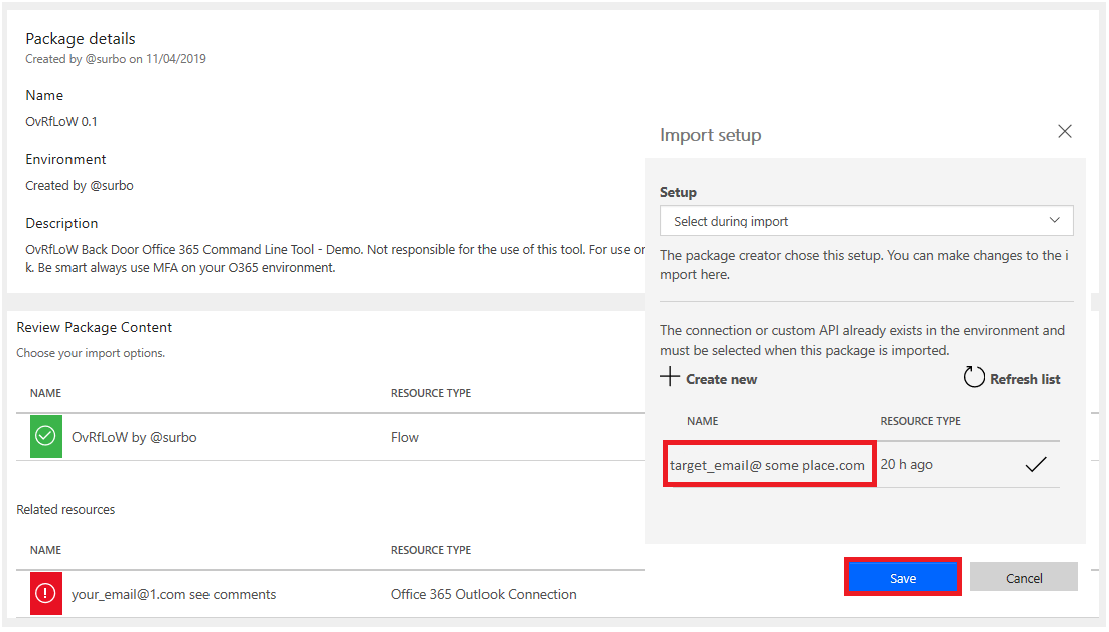 Package details
Created by @surbo on 11/04/2019
Name
OvRfLoW 0.1
Environment
Created by @surbo
Description
OvRfLoW Back Door Office 365 Command Line Tool - Demo. Not responsible for the use of this tool. For use or
k. Be smart always use MFA on your O365 environment.
Review Package Content
Choose your import options.
NAME
RESOURCE TYPE
OvRfLoW by @surbo
Flow
Related resources
NAME
RESOURCE TYPE
your_email@1.com see comments
Office 365 Outlook Connection
Import setup
Setup
Select during import
The package creator chose this setup. You can make changes to the i
mport here.
The connection or custom API already exists in the environment and
must be selected when this package is imported.
Create new
Refresh list
NAME
RESOURCE TYPE
target_email@ some place.com
20 h ago
Save
Cancel